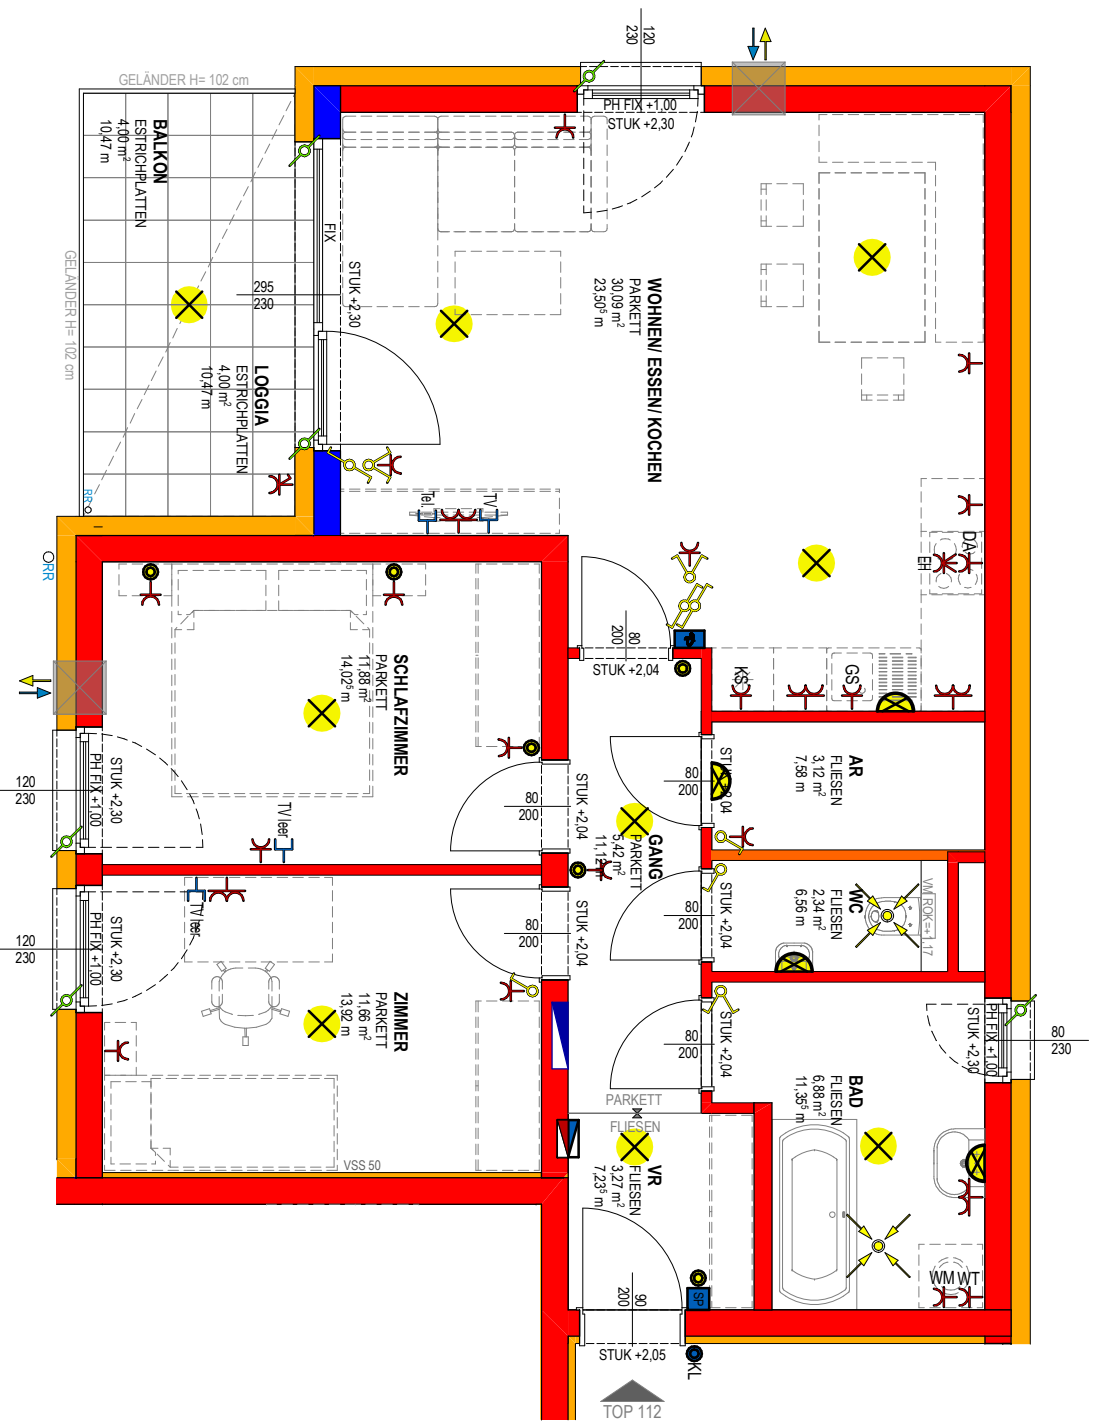 GELÄNDER H= 102 cm
120
230
PH FIX +1,00
STUK +2,30
BALKON
ESTRICHPLATTEN
4,00 m²
10,47 m
GELÄNDER H= 102 cm
FIX
STUK +2,30
295
230
LOGGIA
ESTRICHPLATTEN
4,00 m²
10,47 m
RR
RR
WOHNEN/ ESSEN/ KOCHEN
PARKETT
30,09 m²
23,50⁵ m
Tel.
TV
DA
EH
KS
GS
80
200
STUK +2,04
SCHLAFZIMMER
PARKETT
11,88 m²
14,02⁵ m
120
230
PH FIX +1,00
STUK +2,30
TV leer
80
200
STUK +2,04
GANG
PARKETT
5,42 m²
11,12 m
80
200
STUK +2,04
AR
FLIESEN
3,12 m²
7,58 m
80
200
STUK +2,04
WC
FLIESEN
2,34 m²
6,56 m
VM ROK=+1,17
120
230
PH FIX +1,00
STUK +2,30
TV leer
80
200
STUK +2,04
ZIMMER
PARKETT
11,66 m²
13,92 m
VSS 50
80
200
STUK +2,04
BAD
FLIESEN
6,88 m²
11,35⁵ m
PH FIX +1,00
STUK +2,30
80
230
PARKETT
FLIESEN
VR
FLIESEN
3,27 m²
7,23⁵ m
WM
WT
SP
90
200
STUK +2,05
KL
TOP 112